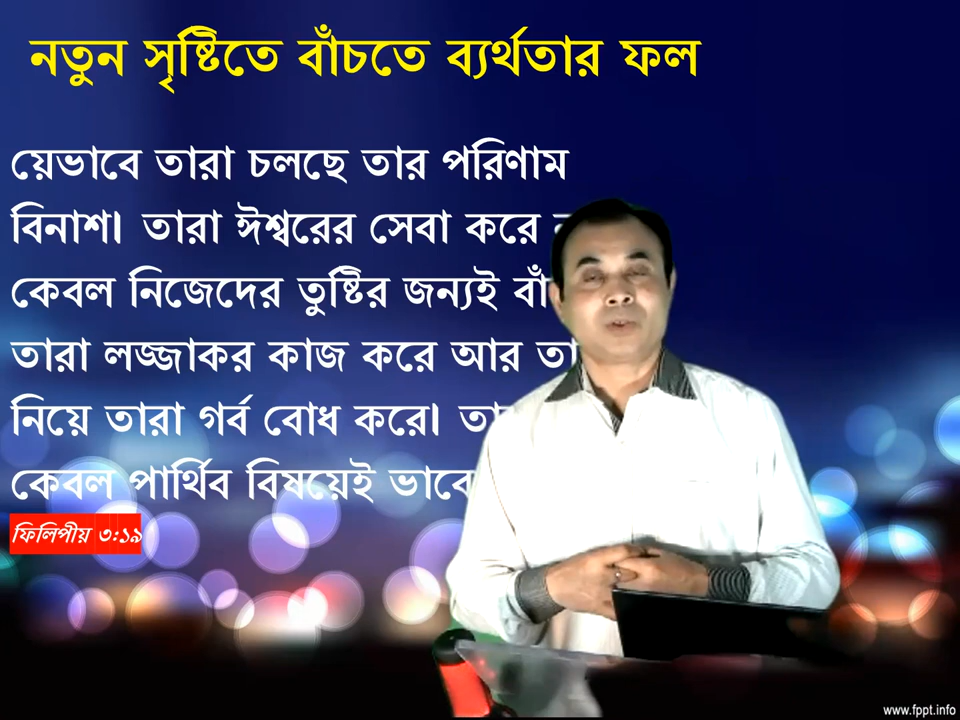 নতুন সৃষ্টিতে বাঁচতে ব্যর্থতার ফল
য়েভাবে তারা চলছে তার পরিণাম
বিনাশ। তারা ঈশ্বরের সেবা করে
কেবল নিজেদের তুষ্টির জন্যই
তারা লজ্জাকর কাজ করে আর
নিয়ে তারা গর্ব বোধ করে।
কেবল পার্থিব বিষয়েই ভাবে
ফিলিপীয় ৩:১৯
www.fppt.info